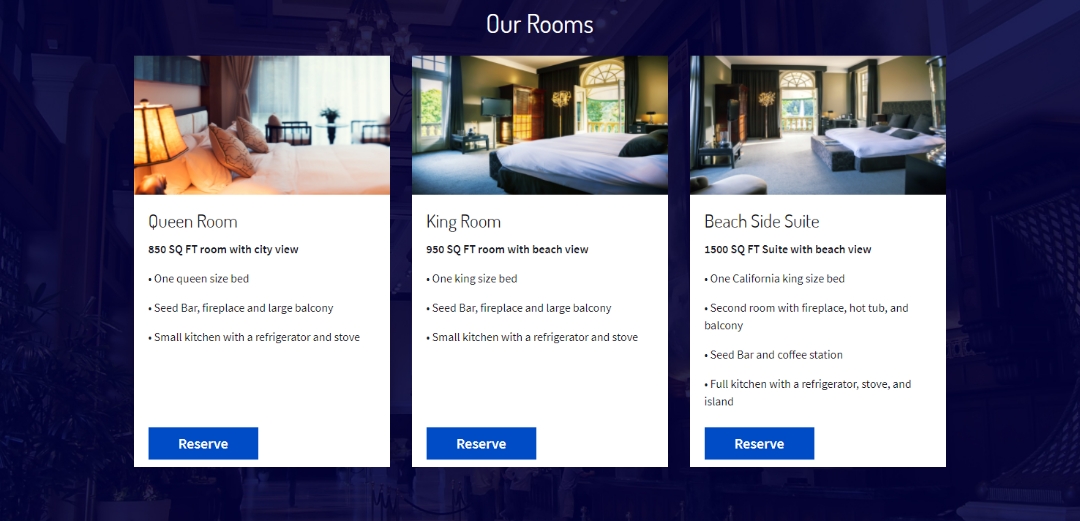 Our Rooms
Queen Room
850 SQ FT room with city view
• One queen size bed
• Seed Bar, fireplace and large balcony
• Small kitchen with a refrigerator and stove
Reserve
King Room
950 SQ FT room with beach view
• One king size bed
• Seed Bar, fireplace and large balcony
• Small kitchen with a refrigerator and stove
Reserve
Beach Side Suite
1500 SQ FT Suite with beach view
• One California king size bed
• Second room with fireplace, hot tub, and
balcony
• Seed Bar and coffee station
• Full kitchen with a refrigerator, stove, and
island
Reserve